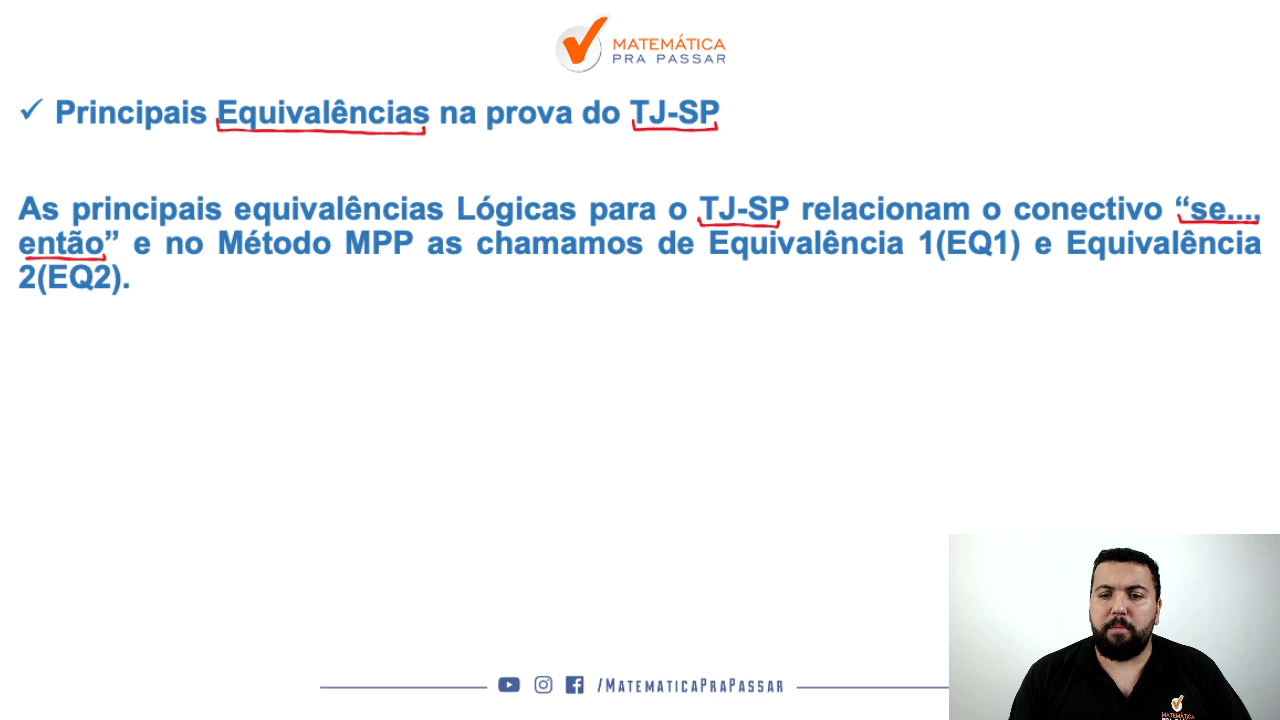 MATEMÁTICA
PRA PASSAR
✓ Principais Equivalências na prova do TJ-SP
As principais equivalências Lógicas para o TJ-SP relacionam o conectivo “se...,
então” e no Método MPP as chamamos de Equivalência 1(EQ1) e Equivalência
2(EQ2).
/MATEMATICAPRAPASSAR
MATEMÁTICA